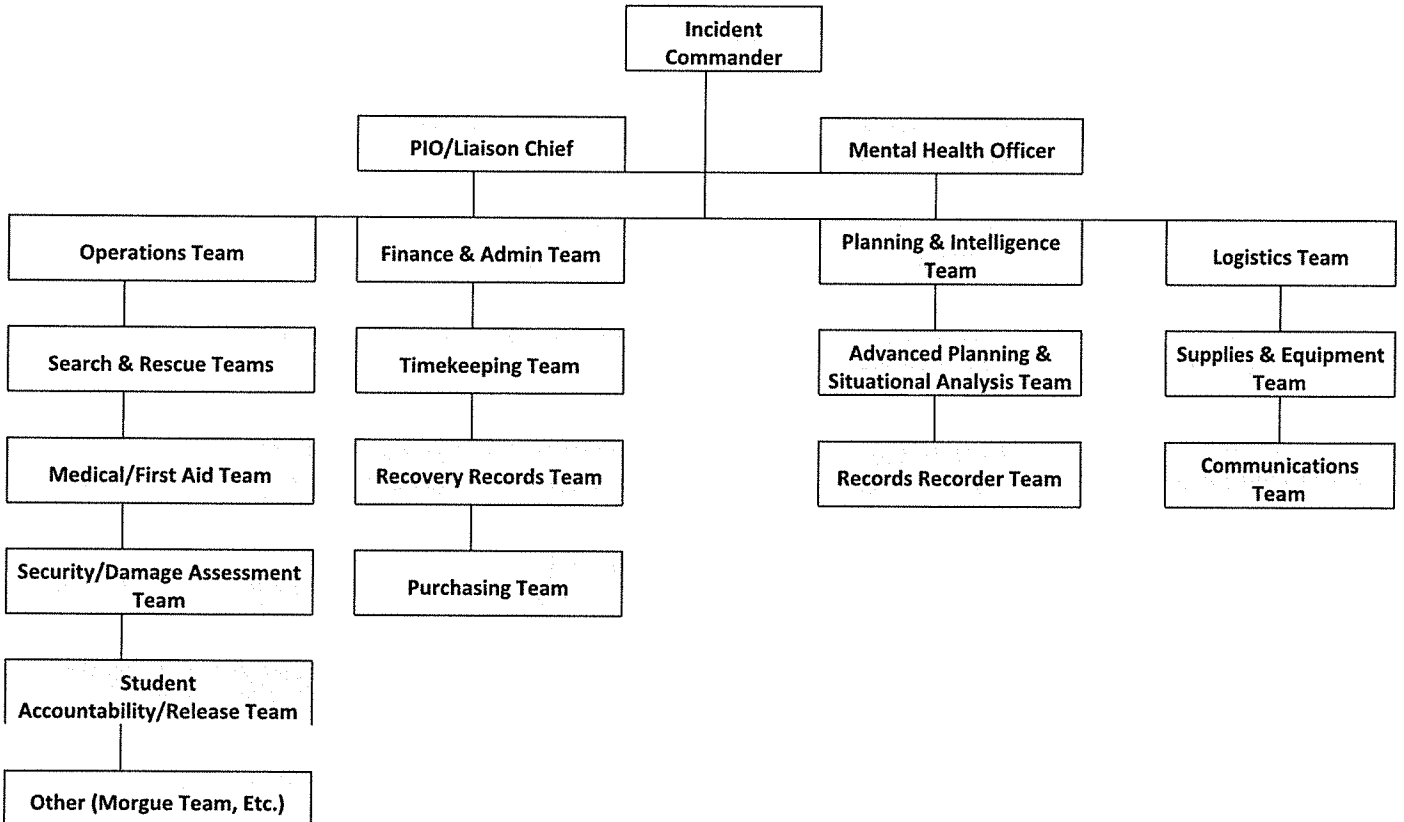 Incident
Commander
PIO/Liaison Chief
Mental Health Officer
Operations Team
Finance & Admin Team
Planning & Intelligence
Team
Logistics Team
Search & Rescue Teams
Timekeeping Team
Advanced Planning &
Situational Analysis Team
Supplies & Equipment
Team
Medical/First Aid Team
Recovery Records Team
Records Recorder Team
Communications
Team
Security/Damage Assessment
Team
Purchasing Team
Student
Accountability/Release Team
Other (Morgue Team, Etc.)